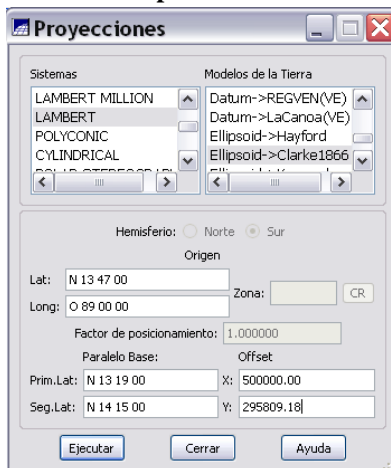 Proyecciones
Sistemas
Modelos de la Tierra
LAMBERT MILLION
LAMBERT
POLYCONIC
CYLINDRICAL
Datum->REGVEN(VE)
Datum->LaCanoa(VE)
Ellipsoid->Hayford
Ellipsoid->Clarke1866
Hemisferio: Norte Sur
Origen
Lat: N 13 47 00
Long: O 89 00 00
Zona: CR
Factor de posicionamiento: 1.000000
Paralelo Base: Offset
Prim.Lat: N 13 19 00 X: 500000.00
Seg.Lat: N 14 15 00 Y: 295809.18
Ejecutar Cerrar Ayuda